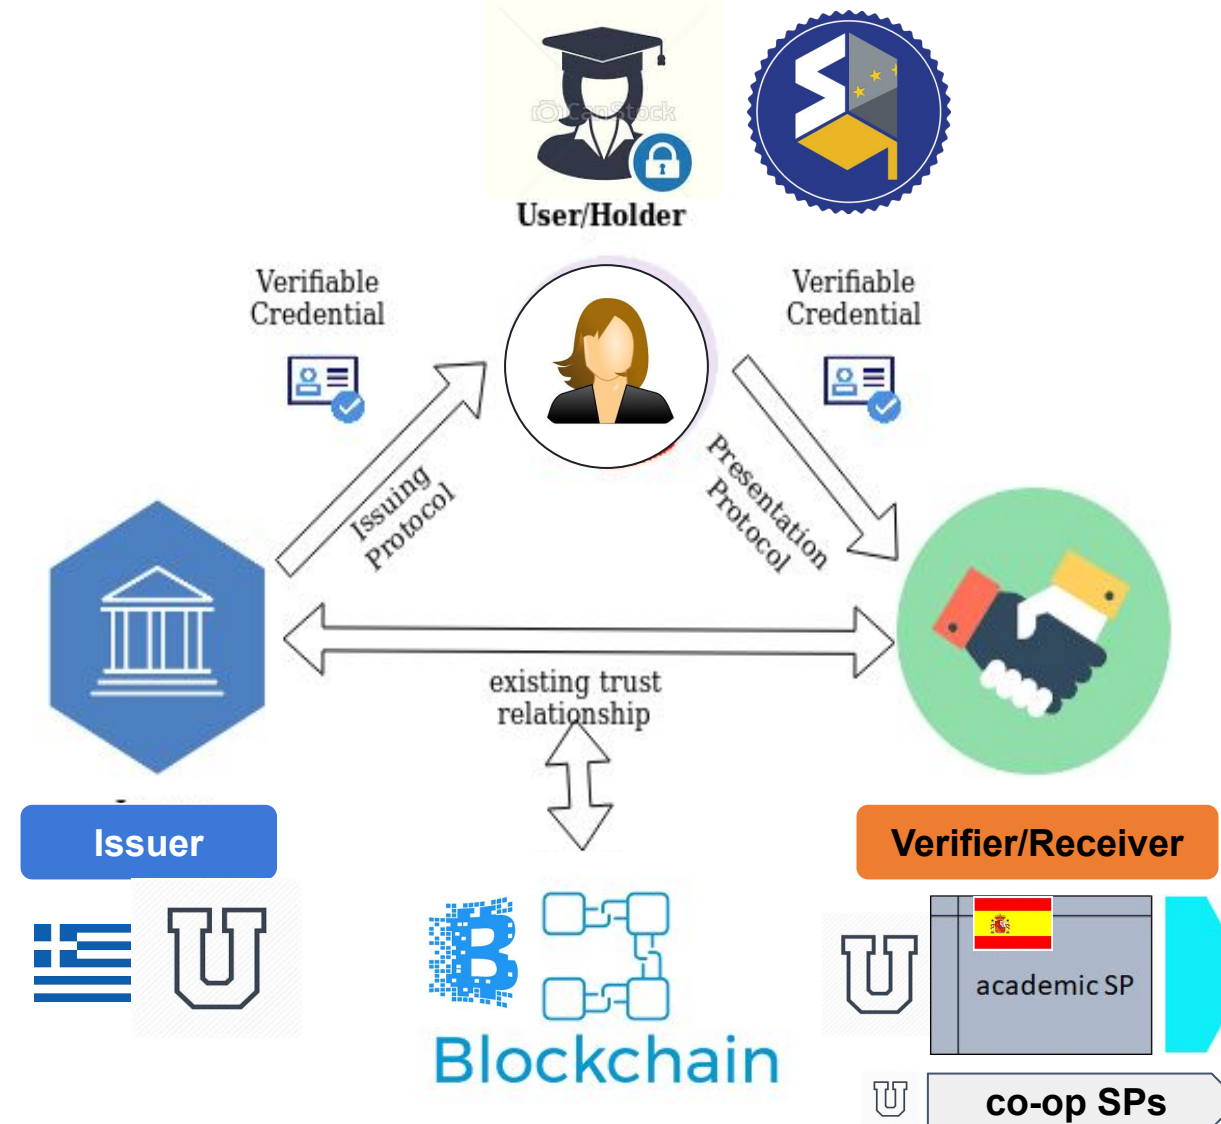 CanStock
User/Holder
Verifiable
Credential
Verifiable
Credential
Issuing
Protocol
Presentation
Protocol
existing trust
relationship
Issuer
Verifier/Receiver
U
U
academic SP
Blockchain
U
co-op SPs